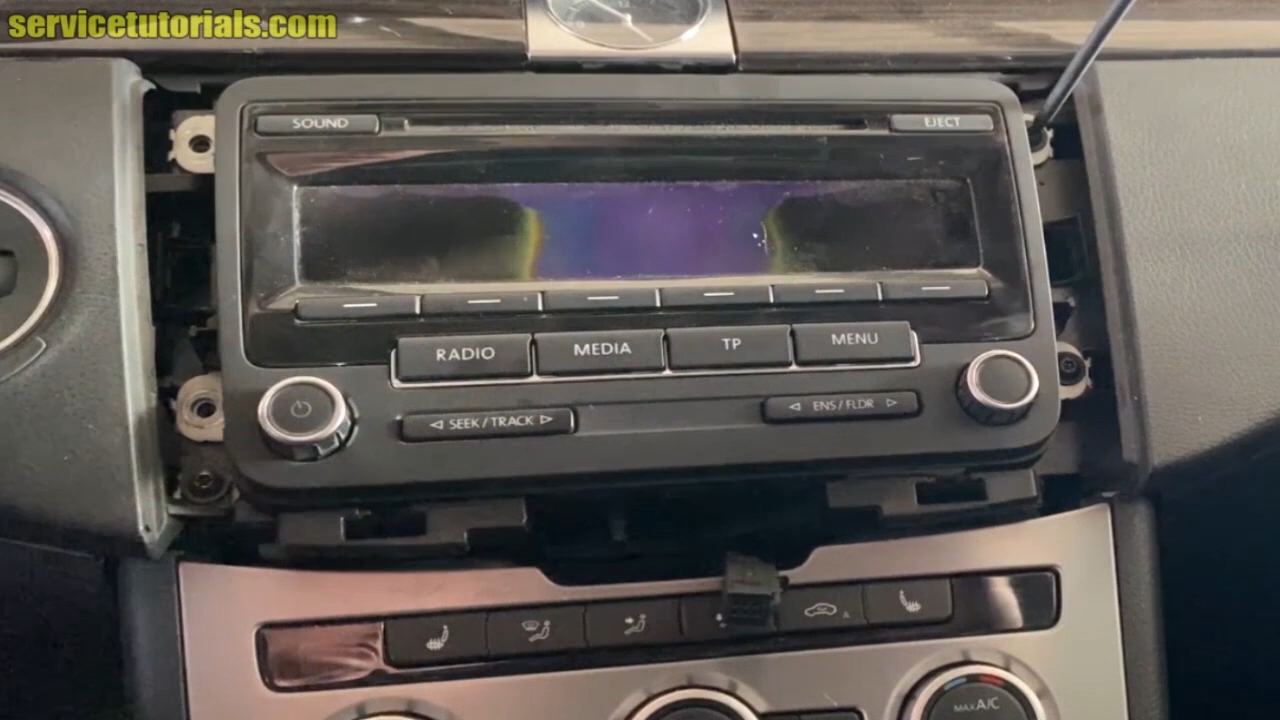 servicetutorials.com
SOUND
EJECT
RADIO
MEDIA
TP
MENU
◁ SEEK / TRACK ▷
◁ ENS / FLDR ▷
MAX A/C